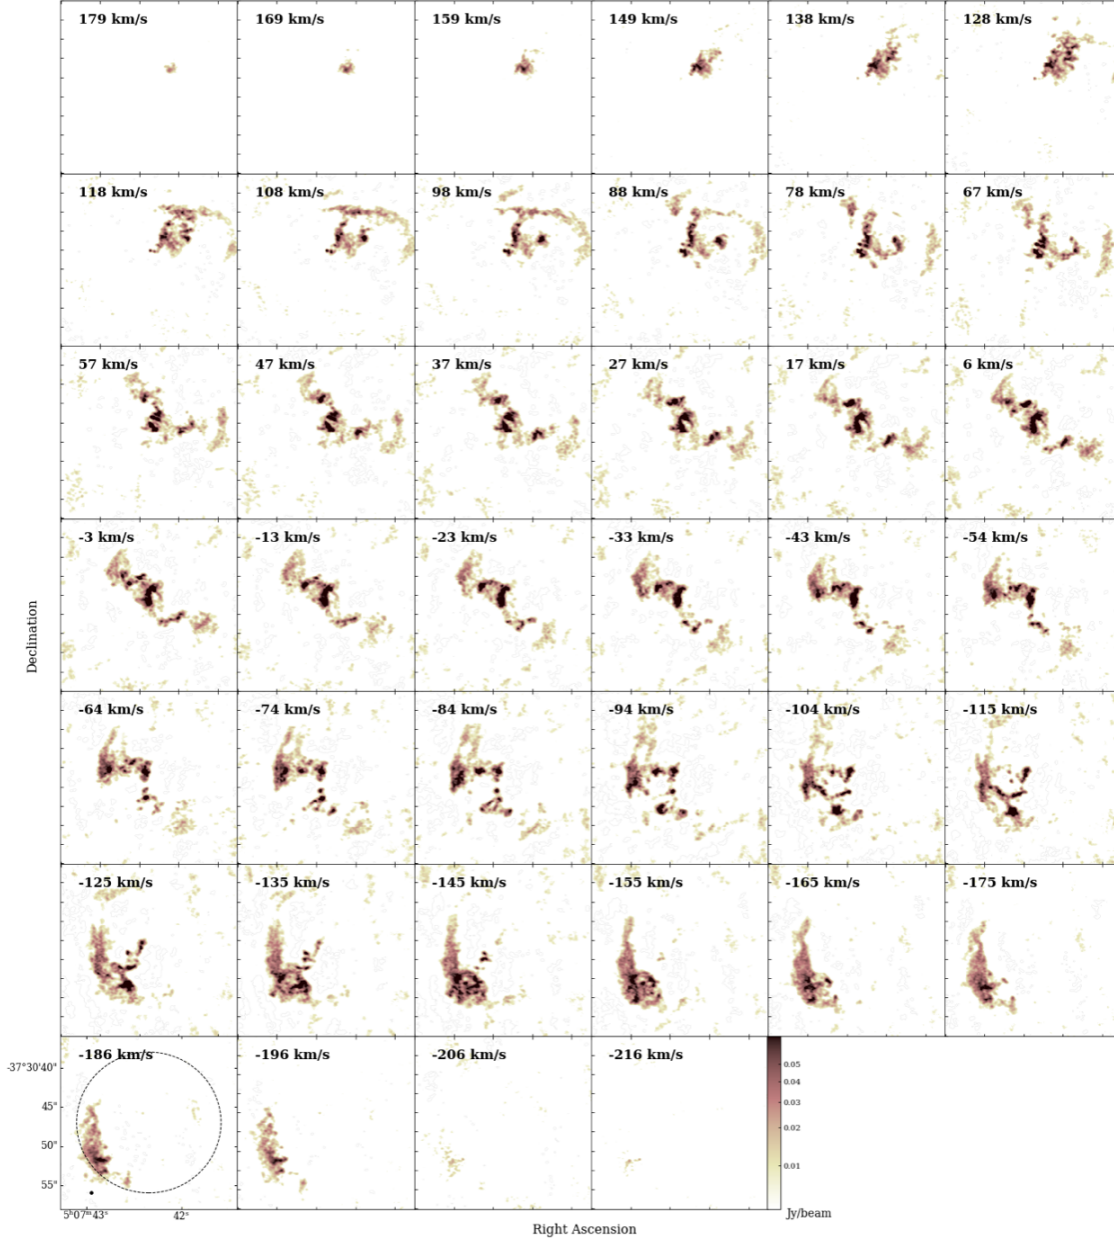 179 km/s 169 km/s 159 km/s 149 km/s 138 km/s 128 km/s
118 km/s 108 km/s 98 km/s 88 km/s 78 km/s 67 km/s
57 km/s 47 km/s 37 km/s 27 km/s 17 km/s 6 km/s
-3 km/s -13 km/s -23 km/s -33 km/s -43 km/s -54 km/s
Declination
-64 km/s -74 km/s -84 km/s -94 km/s -104 km/s -115 km/s
-125 km/s -135 km/s -145 km/s -155 km/s -165 km/s -175 km/s
-186 km/s -196 km/s -206 km/s -216 km/s
-37°30'40"
45"
50"
55"
5ʰ07ᵐ43ˢ 42ˢ
0.05
0.04
0.03
0.02
0.01
Jy/beam
Right Ascension